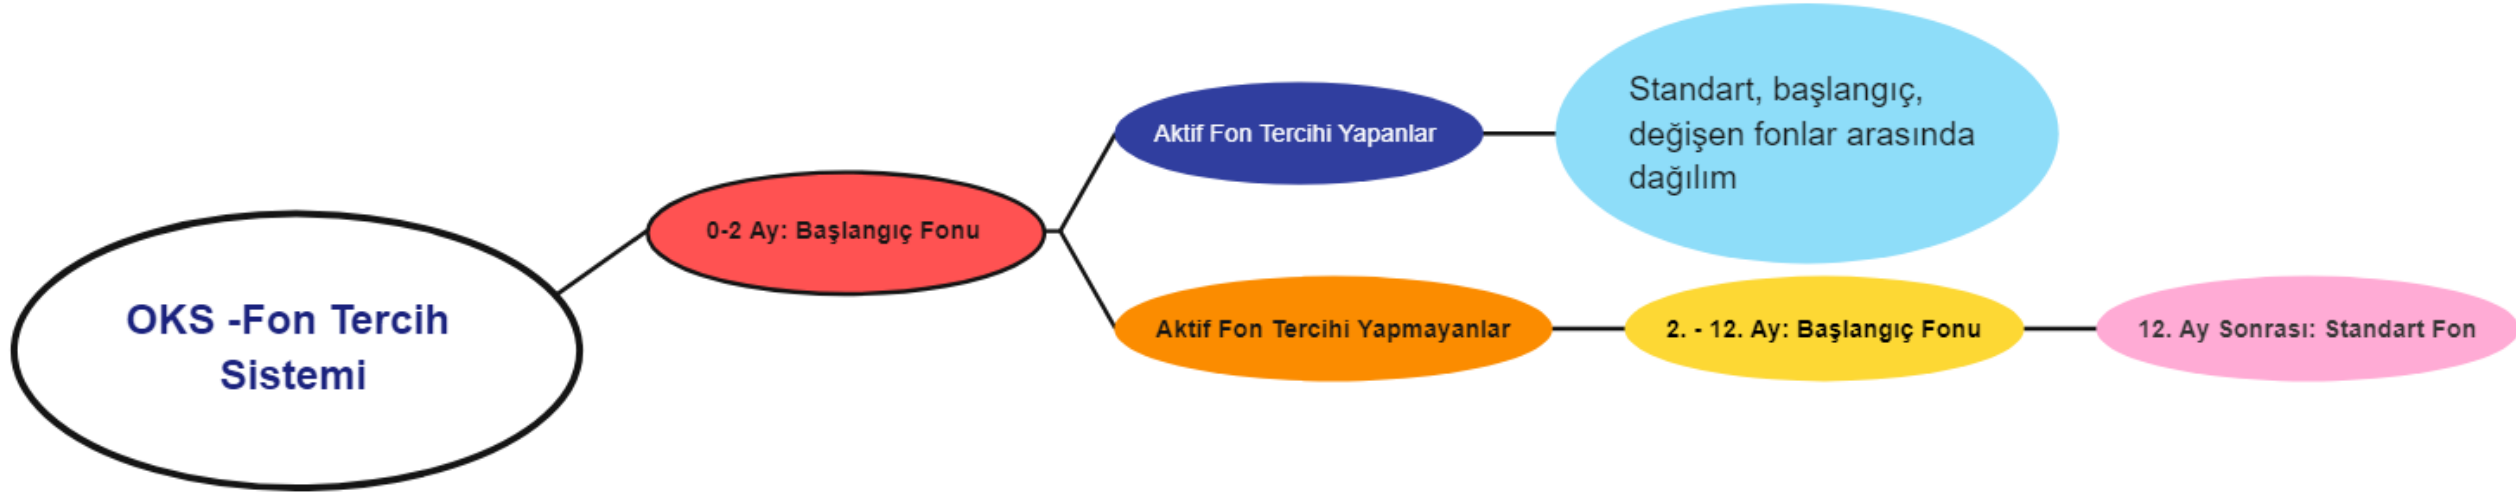 OKS -Fon Tercih
Sistemi
0-2 Ay: Başlangıç Fonu
Aktif Fon Tercihi Yapanlar
Standart, başlangıç,
değişen fonlar arasında
dağılım
Aktif Fon Tercihi Yapmayanlar
2. - 12. Ay: Başlangıç Fonu
12. Ay Sonrası: Standart Fon